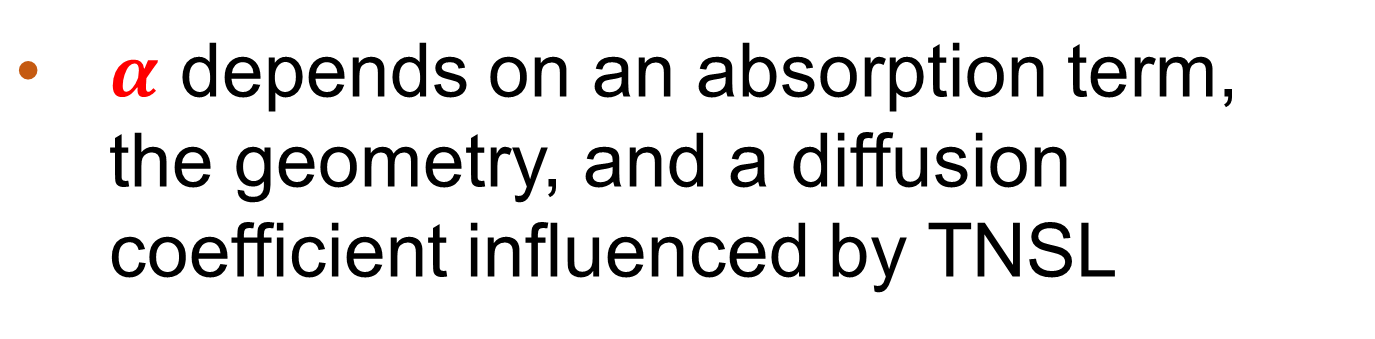 • α depends on an absorption term,
the geometry, and a diffusion
coefficient influenced by TNSL